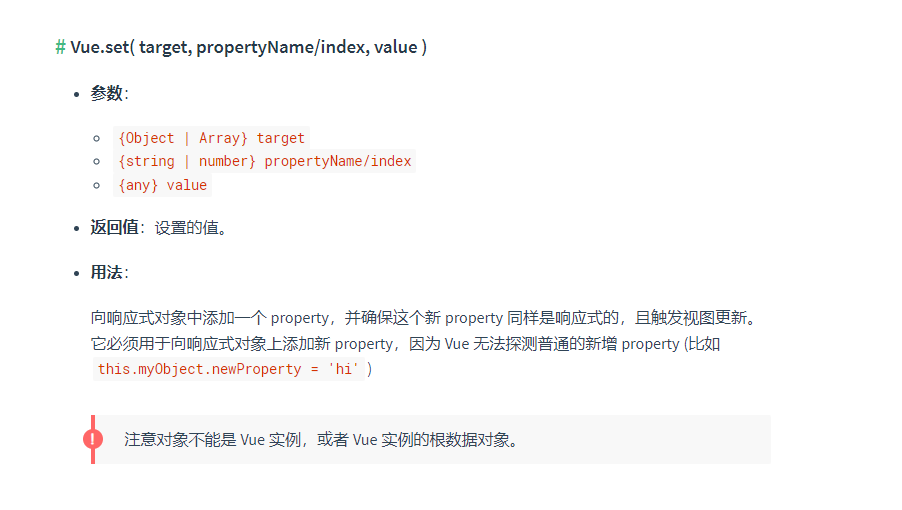 # Vue.set( target, propertyName/index, value )
参数：
{Object | Array} target
{string | number} propertyName/index
{any} value
返回值：设置的值。
用法：
向响应式对象中添加一个 property，并确保这个新 property 同样是响应式的，且触发视图更新。
它必须用于向响应式对象上添加新 property，因为 Vue 无法探测普通的新增 property (比如
this.myObject.newProperty = 'hi' )
注意对象不能是 Vue 实例，或者 Vue 实例的根数据对象。